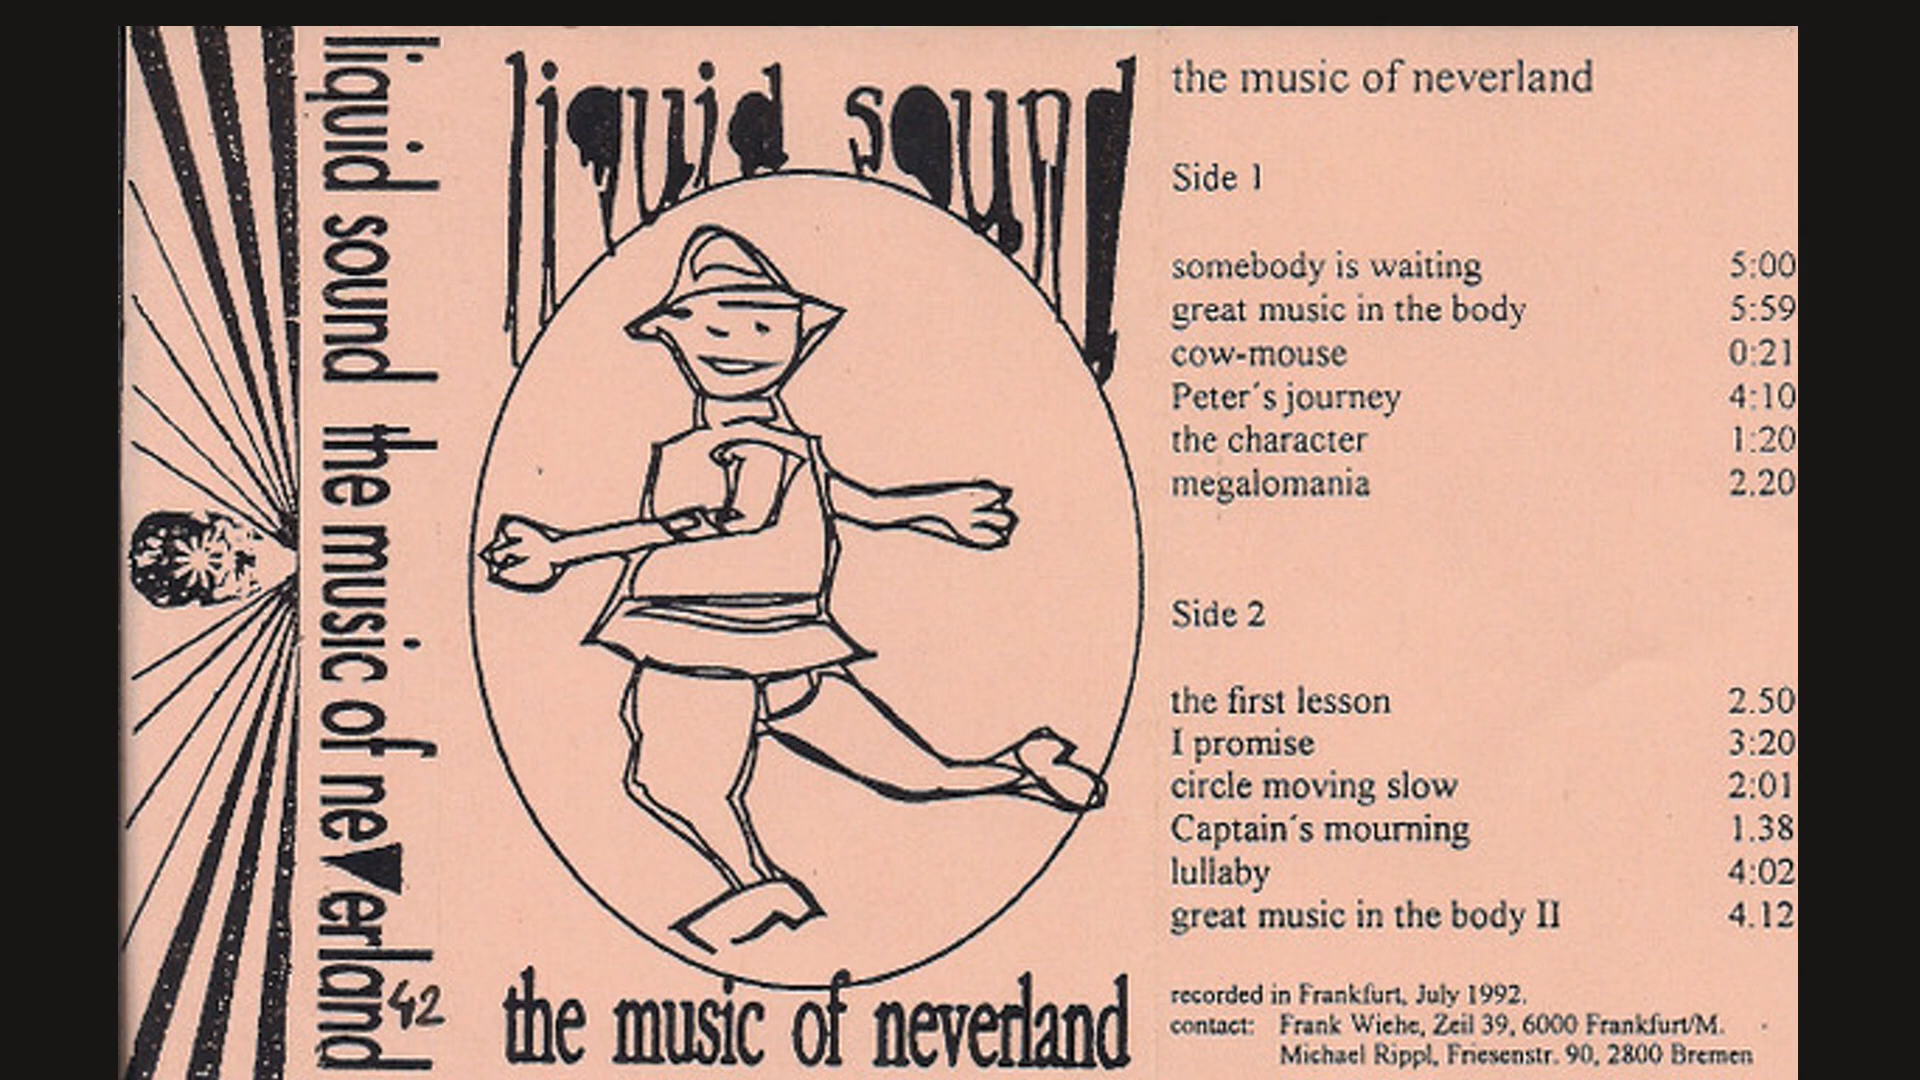 liquid sound the music of neverland
42
liquid sound
the music of neverland
the music of neverland
Side 1
somebody is waiting 5:00
great music in the body 5:59
cow-mouse 0:21
Peter´s journey 4:10
the character 1:20
megalomania 2.20
Side 2
the first lesson 2.50
I promise 3:20
circle moving slow 2:01
Captain´s mourning 1.38
lullaby 4:02
great music in the body II 4.12
recorded in Frankfurt, July 1992.
contact: Frank Wiehe, Zeil 39, 6000 Frankfurt/M.
Michael Rippl, Friesenstr. 90, 2800 Bremen